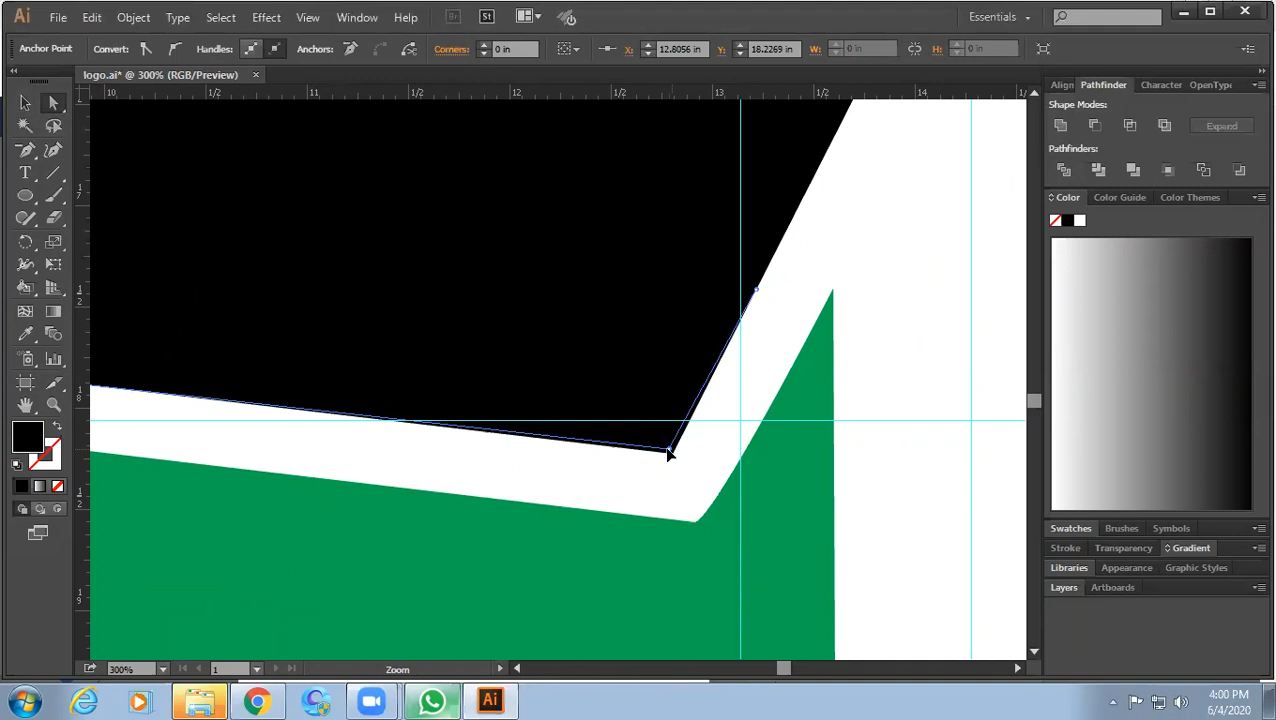 Ai File Edit Object Type Select Effect View Window Help Br St Essentials
Anchor Point Convert: Handles: Anchors: Corners: 0 in X: 12.8056 in Y: 18.2269 in W: 0 in H: 0 in
logo.ai* @ 300% (RGB/Preview)
10 1/2 11 1/2 12 1/2 13 1/2 14
Align Pathfinder Character OpenType
Shape Modes:
Expand
Pathfinders:
Color Color Guide Color Themes
Swatches Brushes Symbols
Stroke Transparency Gradient
Libraries Appearance Graphic Styles
Layers Artboards
300% 1 Zoom
Ai 4:00 PM
6/4/2020